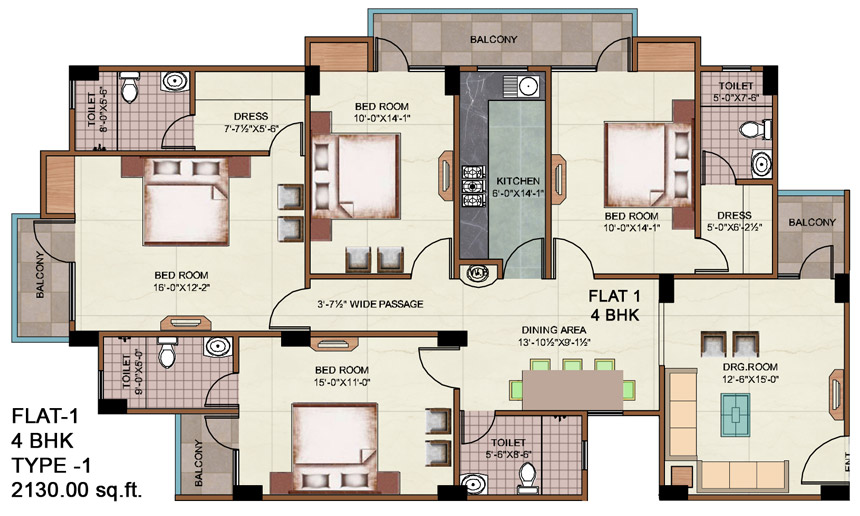 BALCONY
TOILET
8'-0"X5'-6"
DRESS
7'-7½"X5'-6"
BED ROOM
10'-0"X14'-1"
KITCHEN
6'-0"X14'-1"
BED ROOM
10'-0"X14'-1"
TOILET
5'-0"X7'-6"
DRESS
5'-0"X6'-2½"
BALCONY
BALCONY
BED ROOM
16'-0"X12'-2"
3'-7½" WIDE PASSAGE
FLAT 1
4 BHK
DINING AREA
13'-10½"X9'-1½"
DRG.ROOM
12'-6"X15'-0"
TOILET
9'-0"X5'-0"
BED ROOM
15'-0"X11'-0"
BALCONY
TOILET
5'-6"X8'-6"
ENT
FLAT-1
4 BHK
TYPE -1
2130.00 sq.ft.